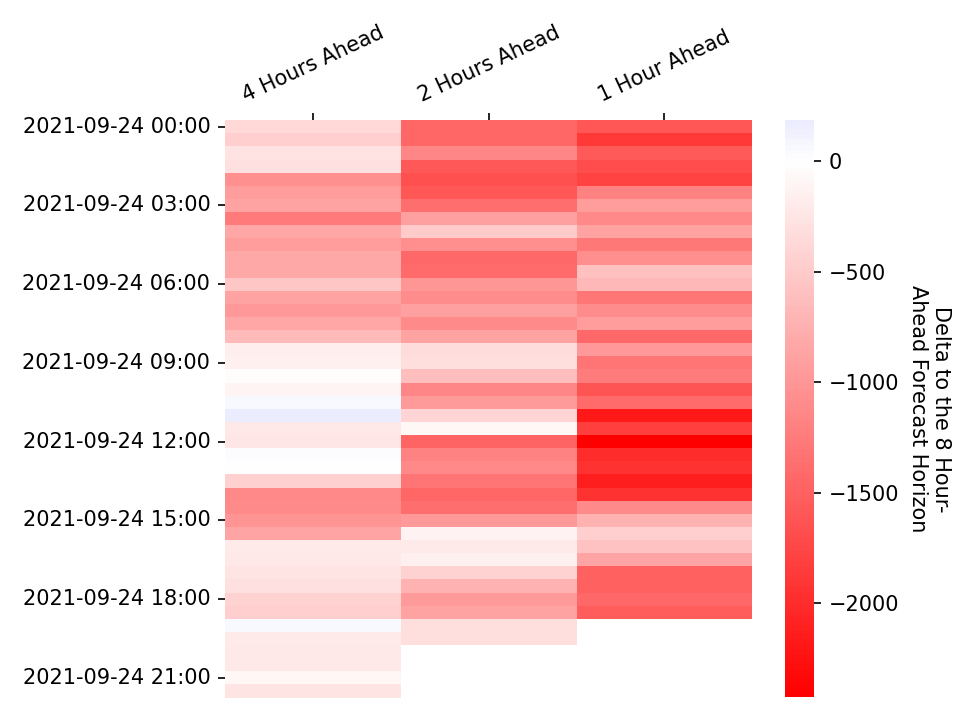 4 Hours Ahead
2 Hours Ahead
1 Hour Ahead
2021-09-24 00:00
2021-09-24 03:00
2021-09-24 06:00
2021-09-24 09:00
2021-09-24 12:00
2021-09-24 15:00
2021-09-24 18:00
2021-09-24 21:00
0
−500
−1000
−1500
−2000
Delta to the 8 Hour-
Ahead Forecast Horizon